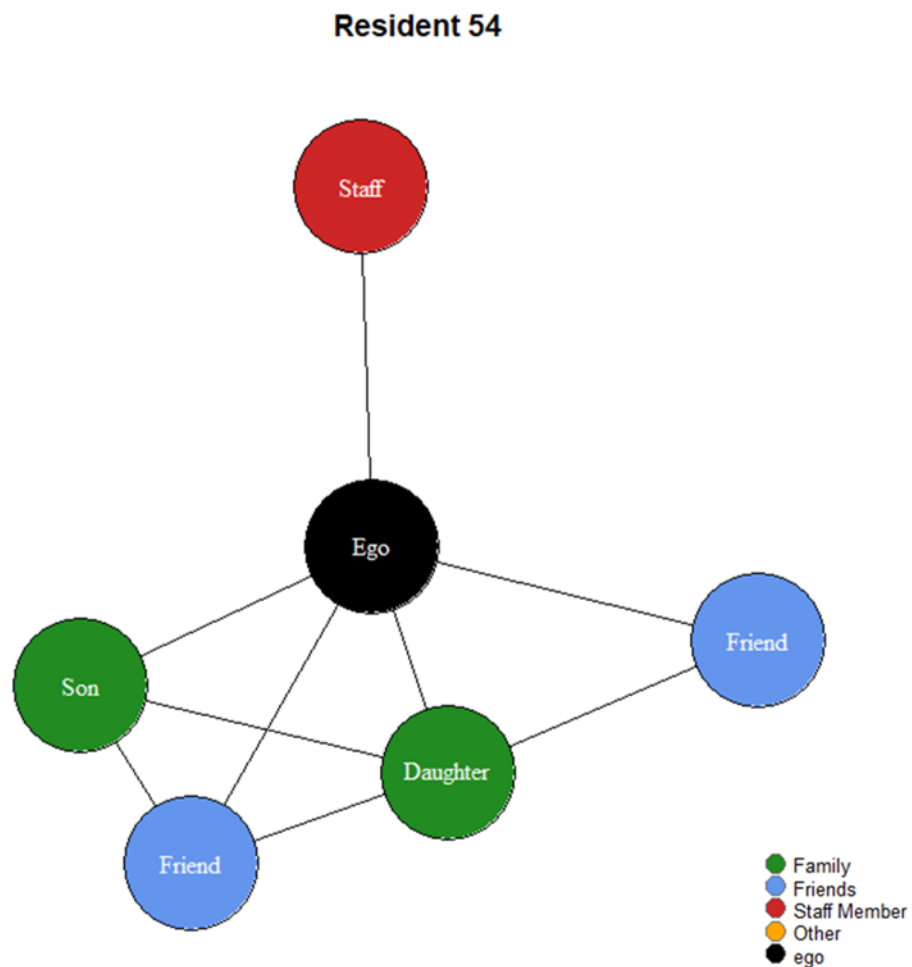 Resident 54
Staff
Ego
Friend
Son
Daughter
Friend
Family
Friends
Staff Member
Other
ego